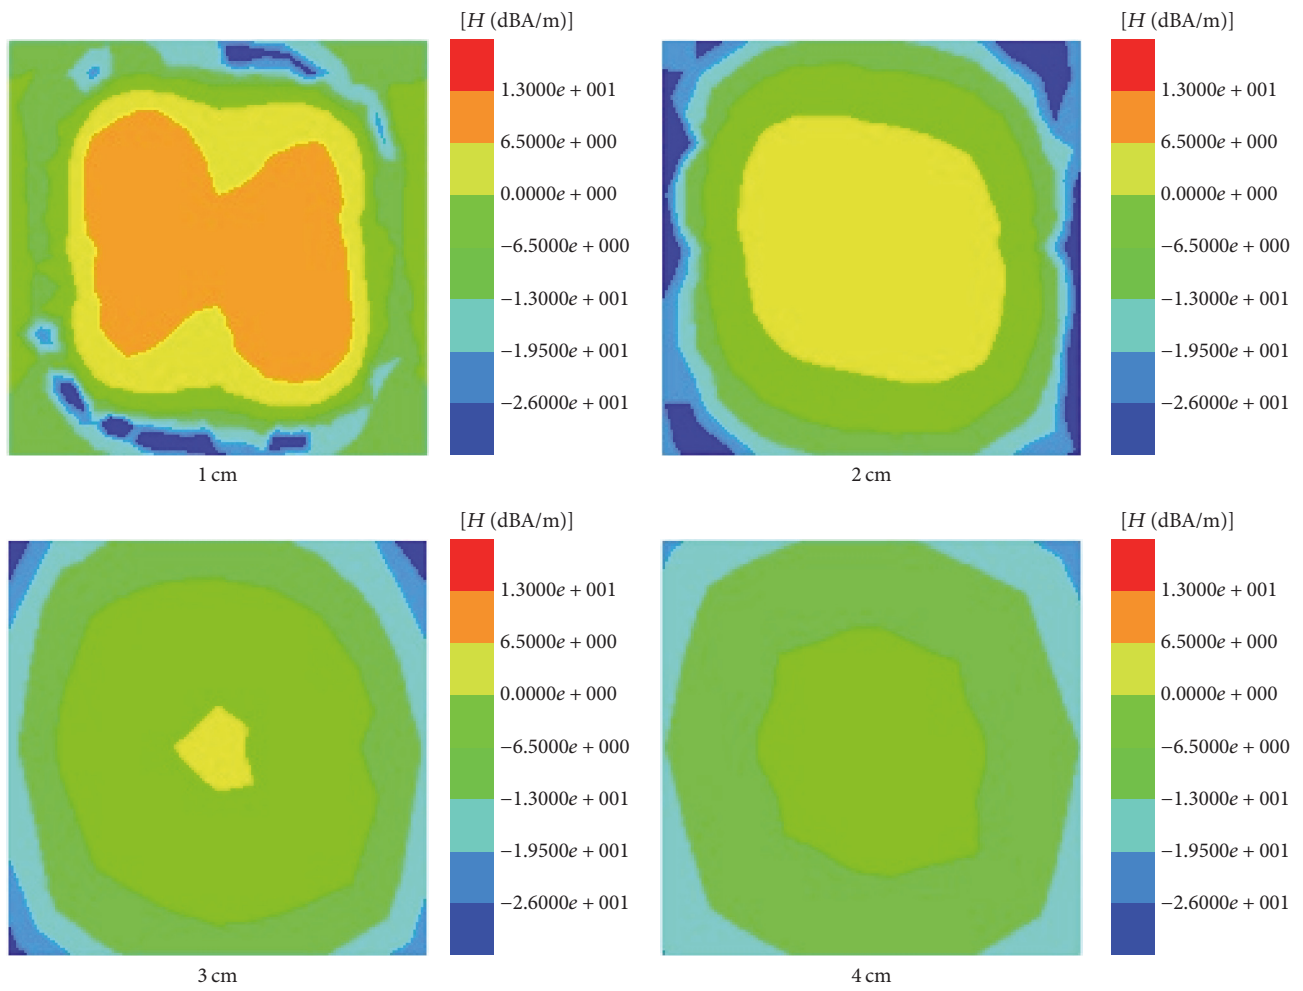 [H (dBA/m)]
1.3000e + 001
6.5000e + 000
0.0000e + 000
−6.5000e + 000
−1.3000e + 001
−1.9500e + 001
−2.6000e + 001
1 cm
[H (dBA/m)]
1.3000e + 001
6.5000e + 000
0.0000e + 000
−6.5000e + 000
−1.3000e + 001
−1.9500e + 001
−2.6000e + 001
2 cm
[H (dBA/m)]
1.3000e + 001
6.5000e + 000
0.0000e + 000
−6.5000e + 000
−1.3000e + 001
−1.9500e + 001
−2.6000e + 001
3 cm
[H (dBA/m)]
1.3000e + 001
6.5000e + 000
0.0000e + 000
−6.5000e + 000
−1.3000e + 001
−1.9500e + 001
−2.6000e + 001
4 cm